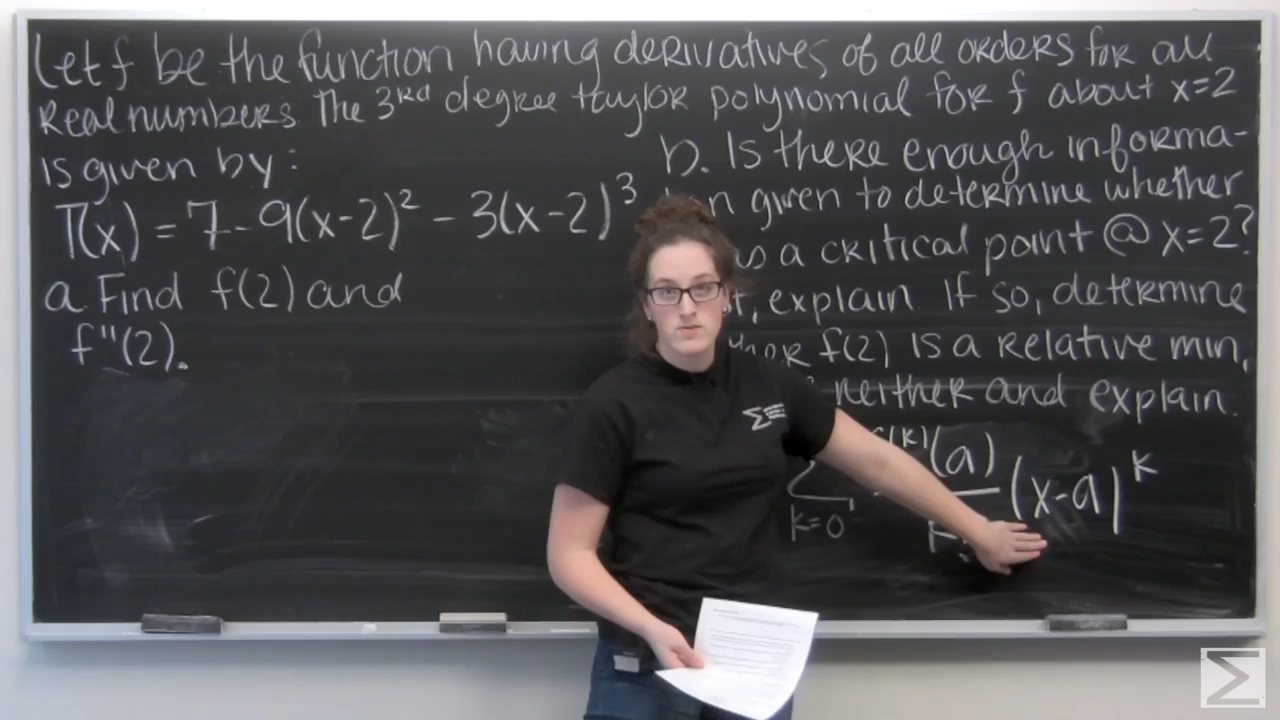 Let f be the function having derivatives of all orders for all
Real numbers. The 3rd degree taylor polynomial for f about x=2
is given by:
T(x) = 7-9(x-2)² - 3(x-2)³
a. Find f(2) and
f"(2).
b. Is there enough informa-
n given to determine whether
a critical point @ x=2?
explain If so, determine
f(2) is a relative min,
neither and explain.
Σ (k)(a) (x-a)^k
k=0
Σ